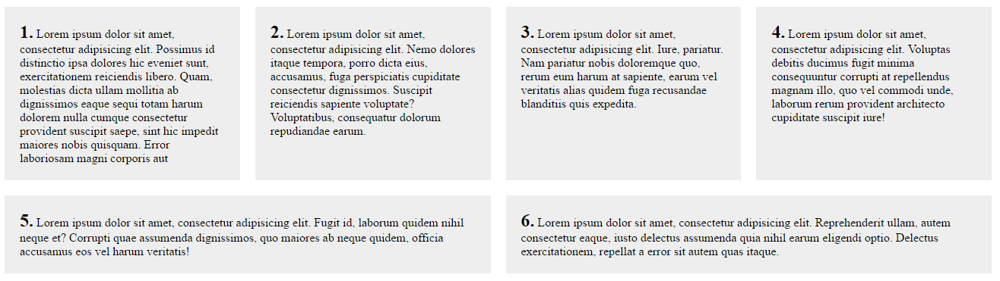 1. Lorem ipsum dolor sit amet,
consectetur adipisicing elit. Possimus id
distinctio ipsa dolores hic eveniet sunt,
exercitationem reiciendis libero. Quam,
molestias dicta ullam mollitia ab
dignissimos eaque sequi totam harum
dolorem nulla cumque consectetur
provident suscipit saepe, sint hic impedit
maiores nobis quisquam. Error
laboriosam magni corporis aut
2. Lorem ipsum dolor sit amet,
consectetur adipisicing elit. Nemo dolores
itaque tempora, porro dicta eius,
accusamus, fuga perspiciatis cupiditate
consectetur dignissimos. Suscipit
reiciendis sapiente voluptate?
Voluptatibus, consequatur dolorum
repudiandae earum.
3. Lorem ipsum dolor sit amet,
consectetur adipisicing elit. Iure, pariatur.
Nam pariatur nobis doloremque quo,
rerum eum harum at sapiente, earum vel
veritatis alias quidem fuga recusandae
blanditiis quis expedita.
4. Lorem ipsum dolor sit amet,
consectetur adipisicing elit. Voluptas
debitis ducimus fugit minima
consequuntur corrupti at repellendus
magnam illo, quo vel commodi unde,
laborum rerum provident architecto
cupiditate suscipit iure!
5. Lorem ipsum dolor sit amet, consectetur adipisicing elit. Fugit id, laborum quidem nihil
neque et? Corrupti quae assumenda dignissimos, quo maiores ab neque quidem, officia
accusamus eos vel harum veritatis!
6. Lorem ipsum dolor sit amet, consectetur adipisicing elit. Reprehenderit ullam, autem
consectetur eaque, iusto delectus assumenda quia nihil earum eligendi optio. Delectus
exercitationem, repellat a error sit autem quas itaque.